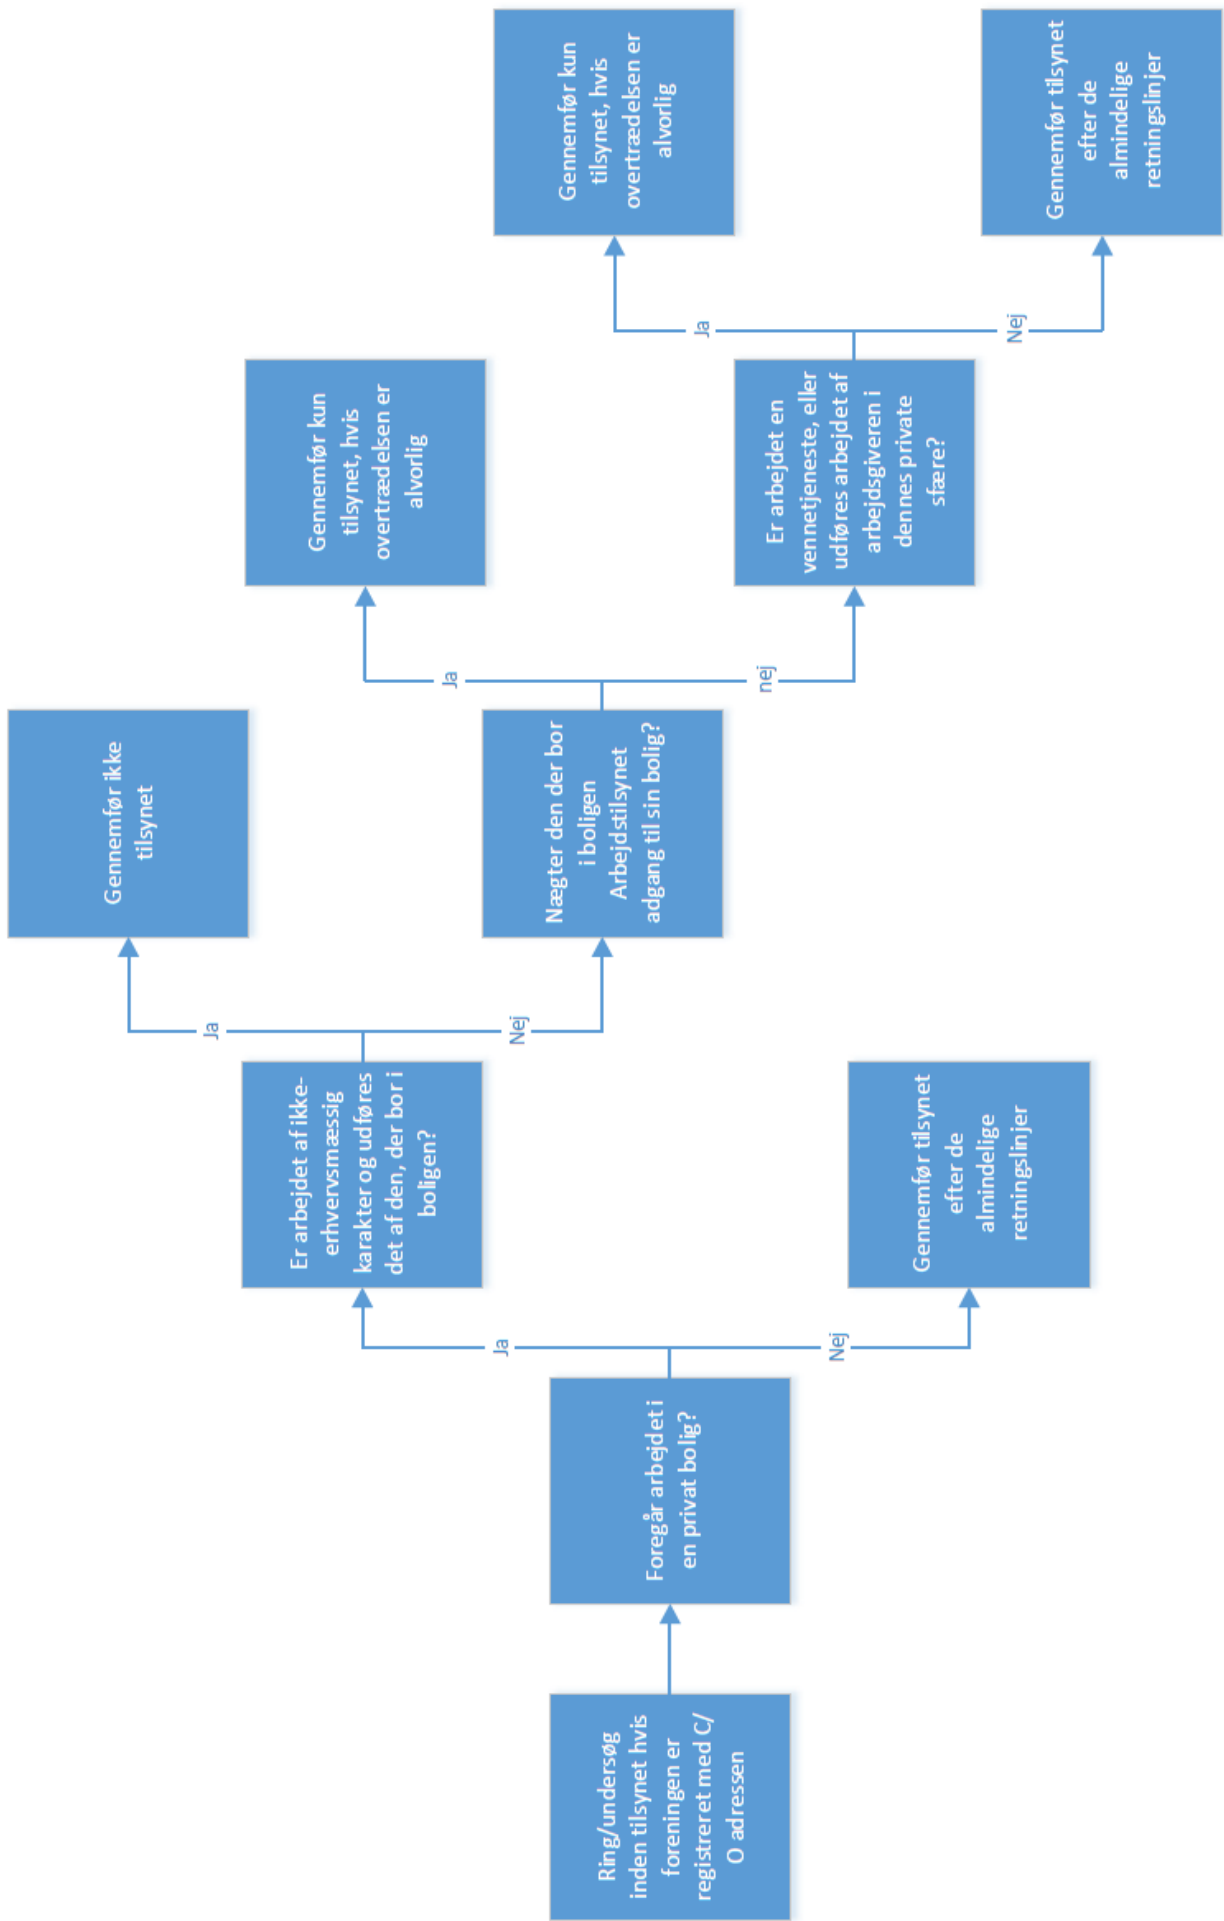 Ring/undersøg
inden tilsynet hvis
foreningen er
registreret med C/
O adressen
Foregår arbejdet i
en privat bolig?
Ja
Nej
Er arbejdet af ikke-
erhvervsmæssig
karakter og udføres
det af den, der bor i
boligen?
Gennemfør tilsynet
efter de
almindelige
retningslinjer
Ja
Nej
Gennemfør ikke
tilsynet
Nægter den der bor
i boligen
Arbejdstilsynet
adgang til sin bolig?
Ja
nej
Gennemfør kun
tilsynet, hvis
overtrædelsen er
alvorlig
Er arbejdet en
vennetjeneste, eller
udføres arbejdet af
arbejdsgiveren i
dennes private
sfære?
Ja
Nej
Gennemfør kun
tilsynet, hvis
overtrædelsen er
alvorlig
Gennemfør tilsynet
efter de
almindelige
retningslinjer